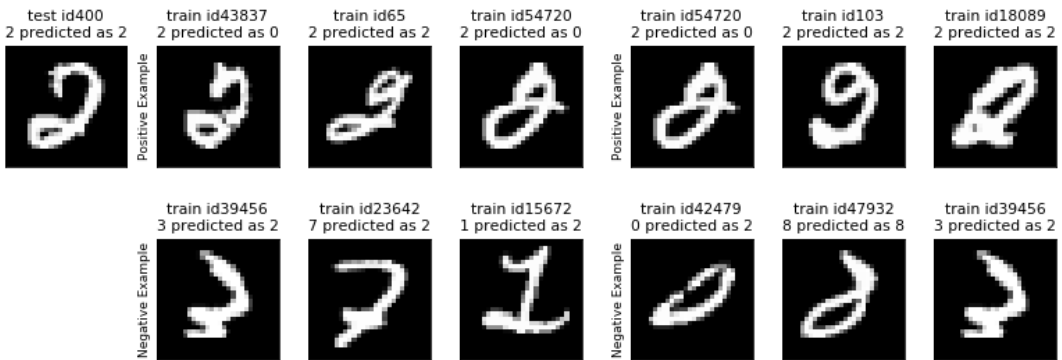 test id400
2 predicted as 2
train id43837
2 predicted as 0
train id65
2 predicted as 2
train id54720
2 predicted as 0
train id54720
2 predicted as 0
train id103
2 predicted as 2
train id18089
2 predicted as 2
Positive Example
Positive Example
train id39456
3 predicted as 2
train id23642
7 predicted as 2
train id15672
1 predicted as 2
train id42479
0 predicted as 2
train id47932
8 predicted as 8
train id39456
3 predicted as 2
Negative Example
Negative Example